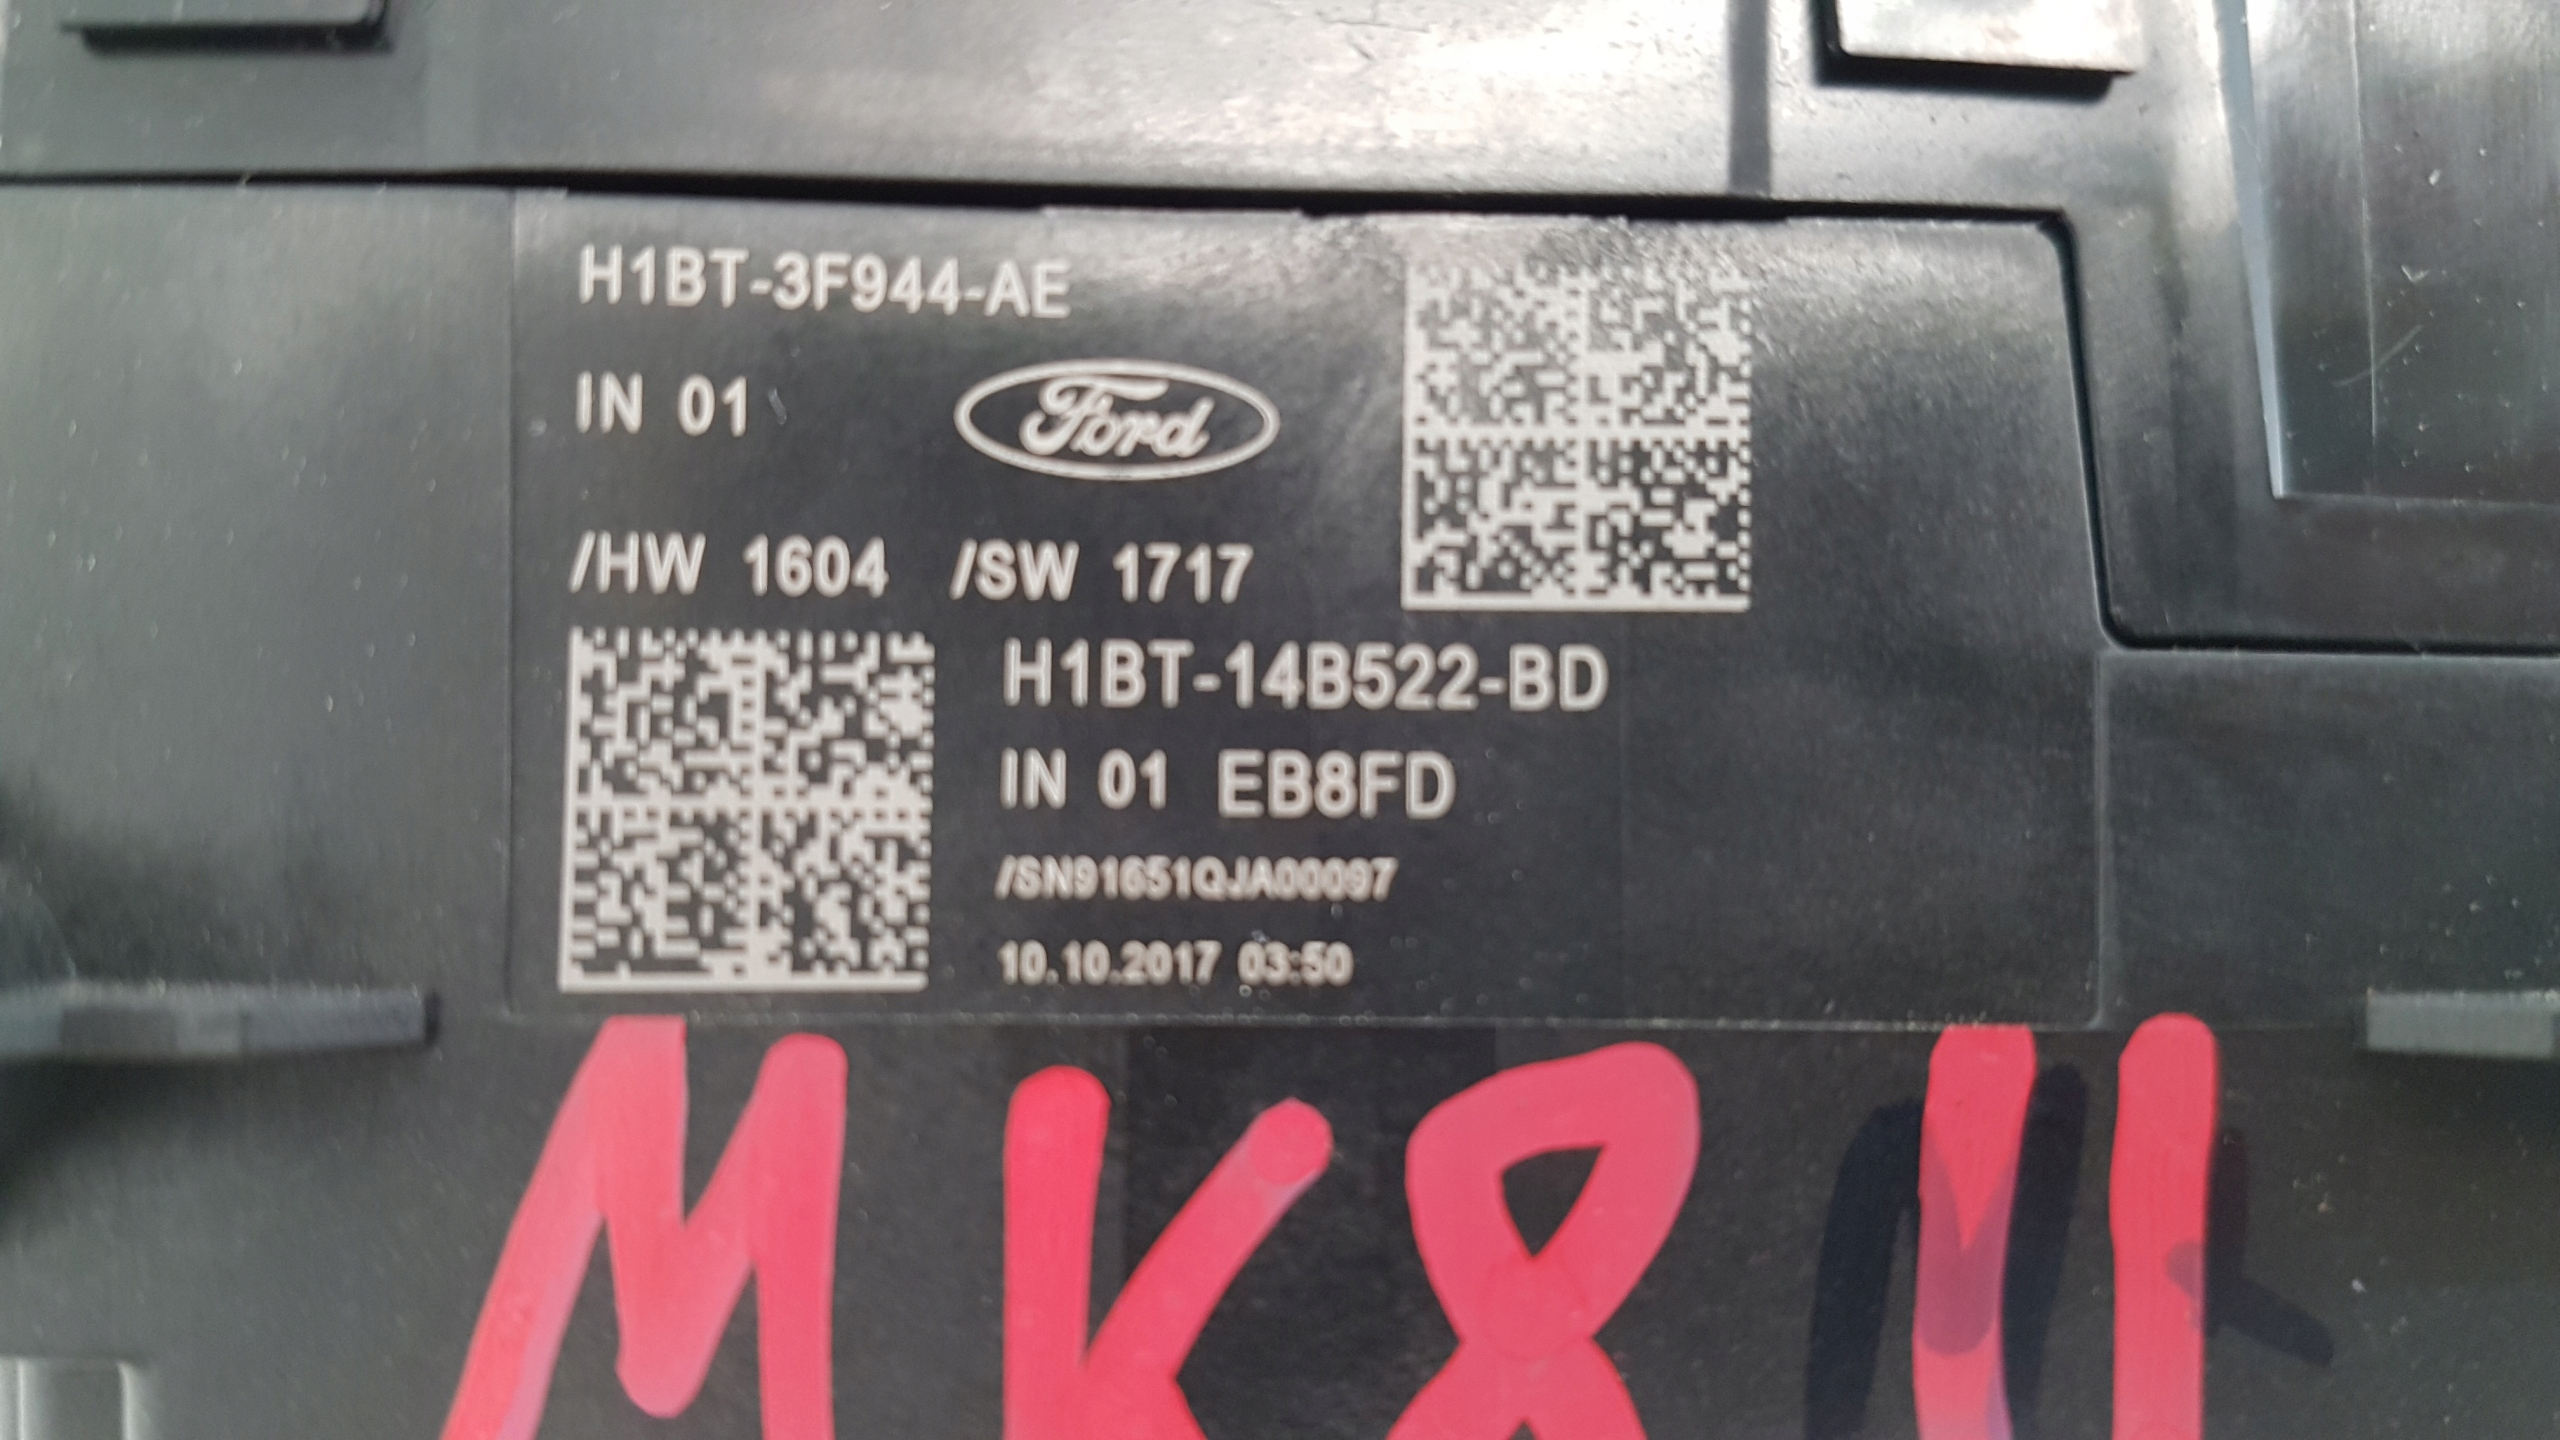 H1BT-3F944-AE
IN 01
Ford
/HW 1604 /SW 1717
H1BT-14B522-BD
IN 01 EB8FD
/SN91651QJA00097
10.10.2017 03:50
MK8